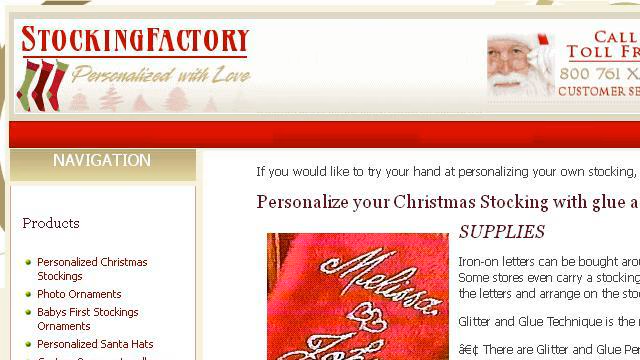 STOCKINGFACTORY
Personalized with Love
CALL
TOLL FR
800 761 X
CUSTOMER SE
NAVIGATION
Products
Personalized Christmas
Stockings
Photo Ornaments
Babys First Stockings
Ornaments
Personalized Santa Hats
If you would like to try your hand at personalizing your own stocking,
Personalize your Christmas Stocking with glue a
Melissa
SUPPLIES
Iron-on letters can be bought arou
Some stores even carry a stocking
the letters and arrange on the sto
Glitter and Glue Technique is the
• There are Glitter and Glue Pe